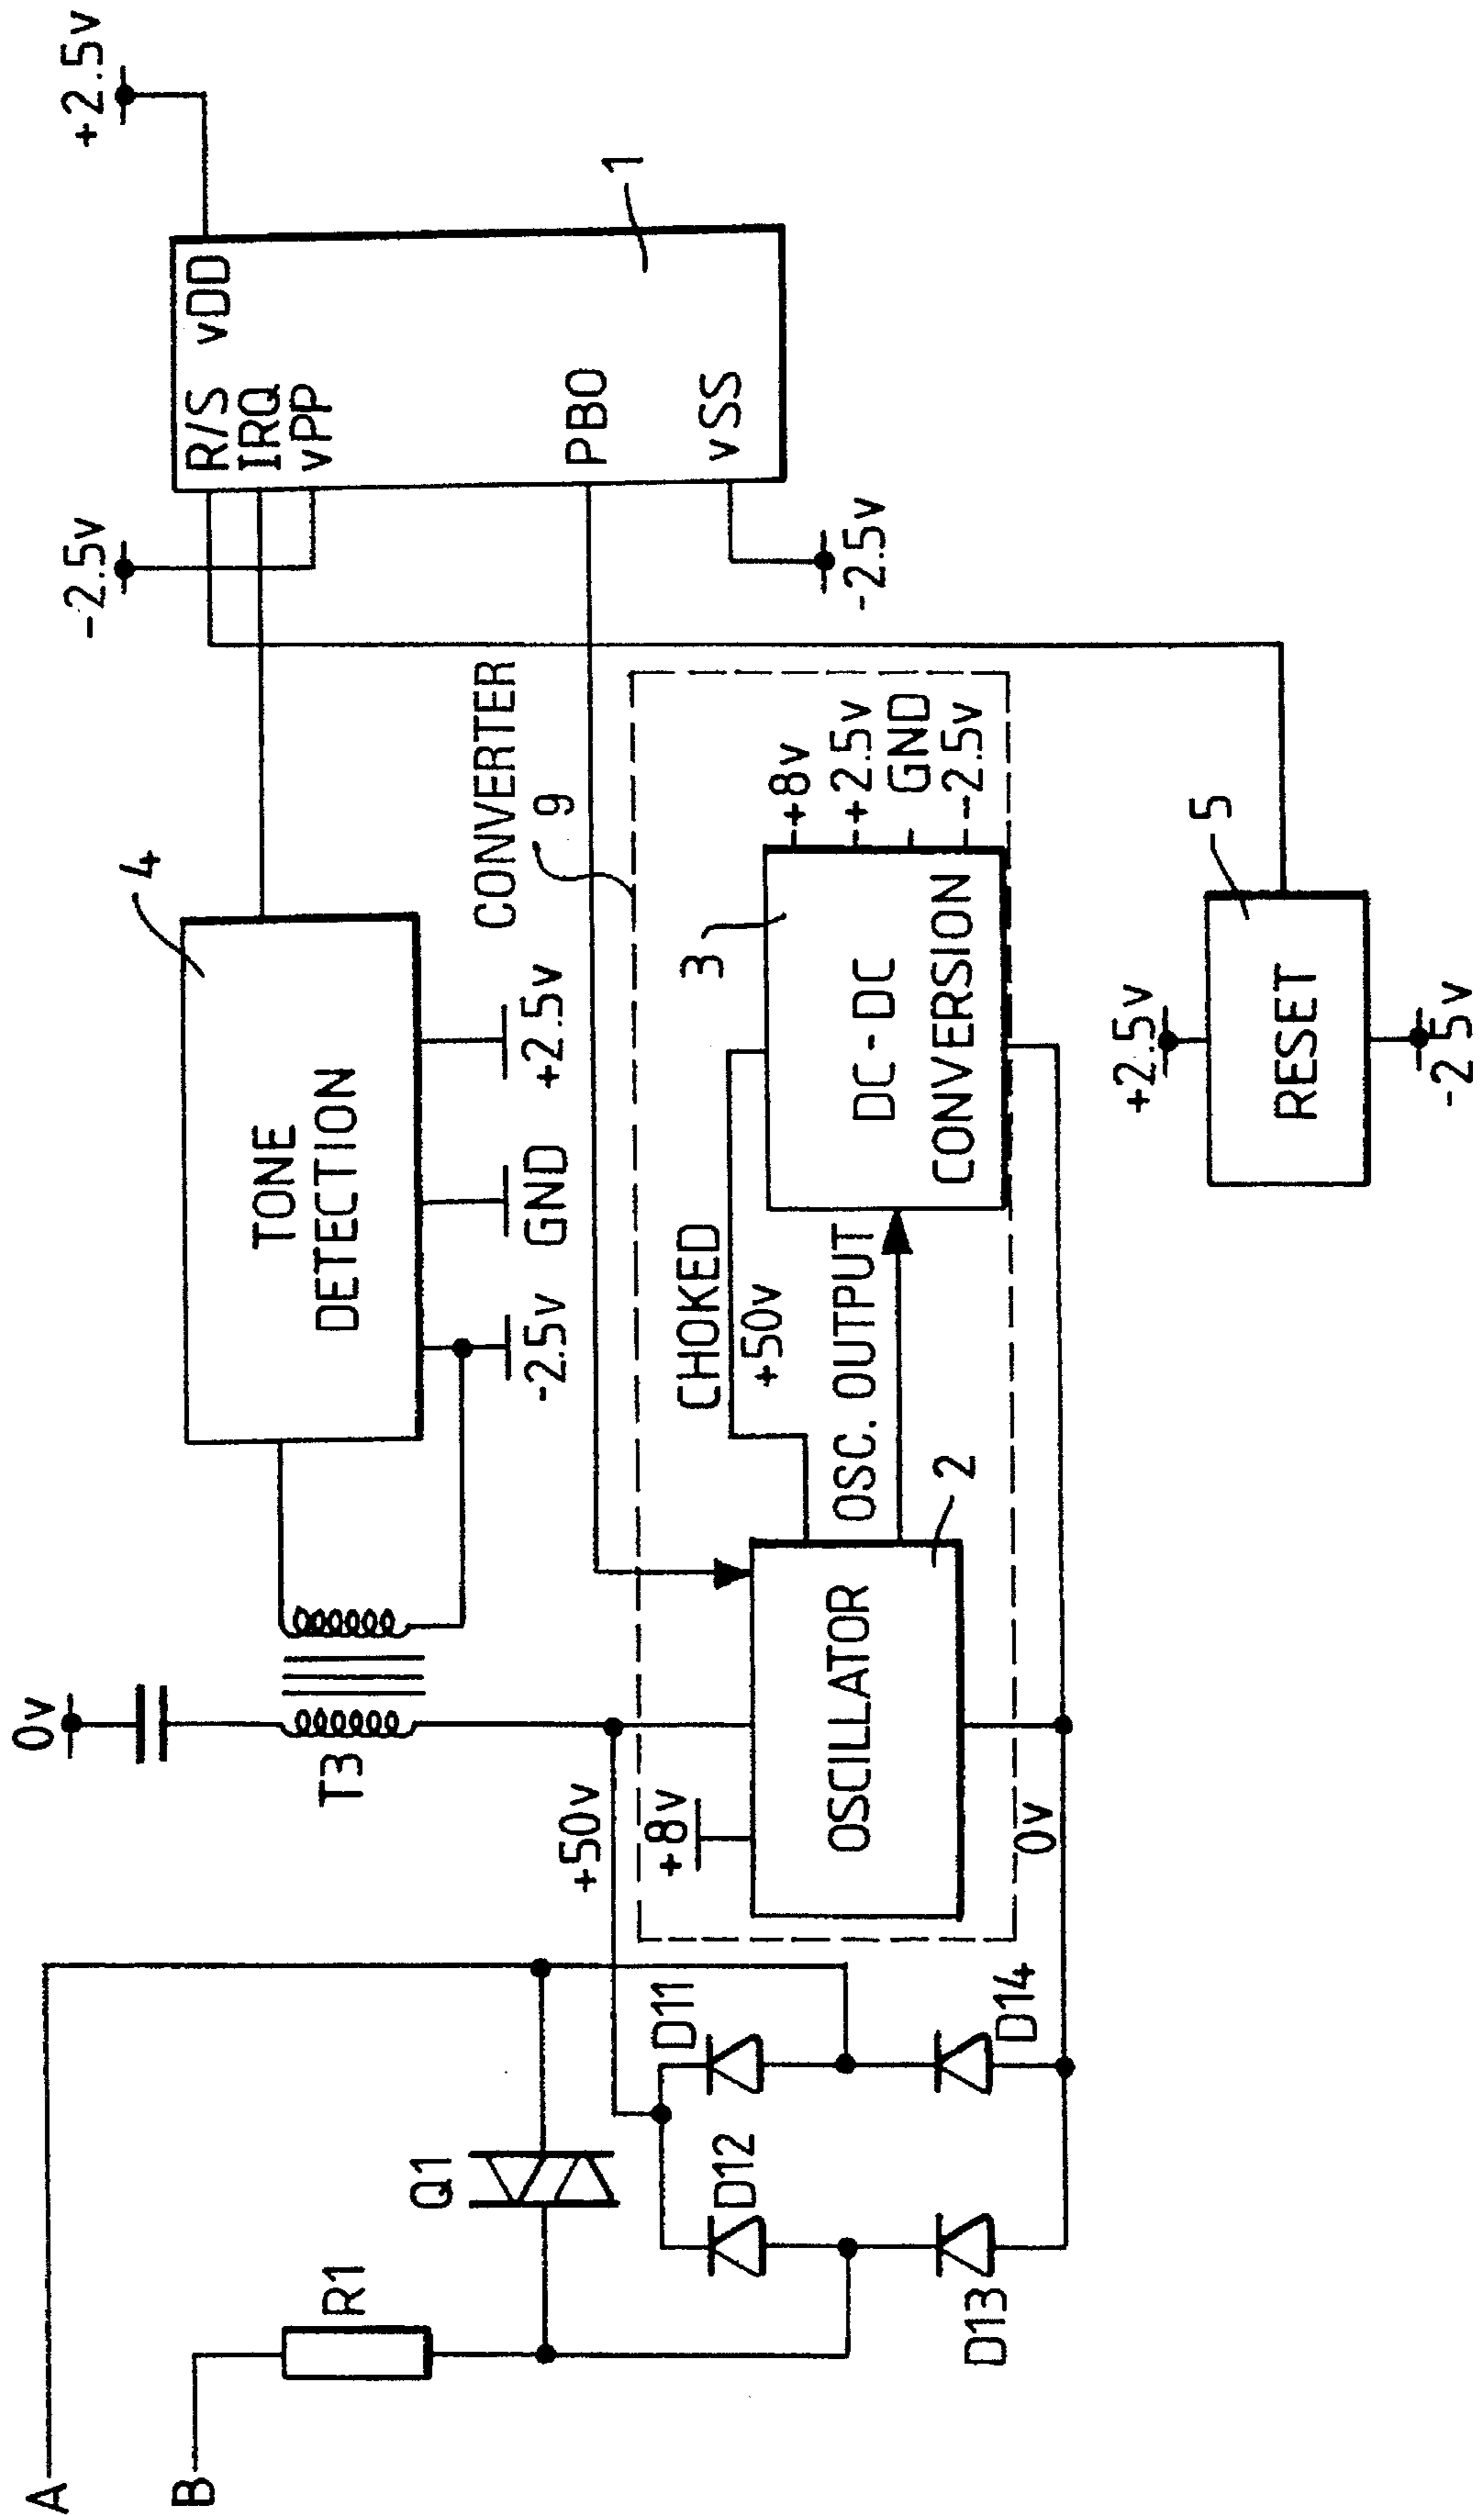 A
B
R1
Q1
D12
D11
D13
D14
0v
T3
+50v
+8v
OSCILLATOR
2
0v
TONE
DETECTION
4
-2.5v
GND
+2.5v
CONVERTER
9
CHOKED
+50v
OSC. OUTPUT
3
DC-DC
CONVERSION
+8v
+2.5v
GND
-2.5v
+2.5v
RESET
5
-2.5v
-2.5v
R/S vDD
IRQ
vPP
PBO
vSS
1
+2.5v
-2.5v